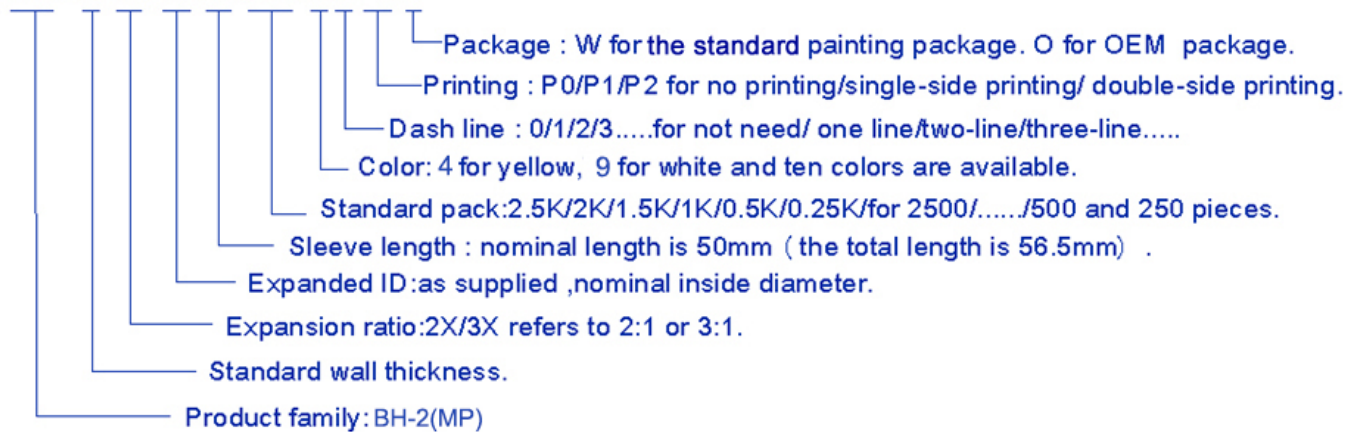 Package : W for the standard painting package. O for OEM package.
Printing : P0/P1/P2 for no printing/single-side printing/ double-side printing.
Dash line : 0/1/2/3.....for not need/ one line/two-line/three-line.....
Color: 4 for yellow, 9 for white and ten colors are available.
Standard pack:2.5K/2K/1.5K/1K/0.5K/0.25K/for 2500/....../500 and 250 pieces.
Sleeve length : nominal length is 50mm (the total length is 56.5mm) .
Expanded ID:as supplied ,nominal inside diameter.
Expansion ratio:2X/3X refers to 2:1 or 3:1.
Standard wall thickness.
Product family: BH-2(MP)